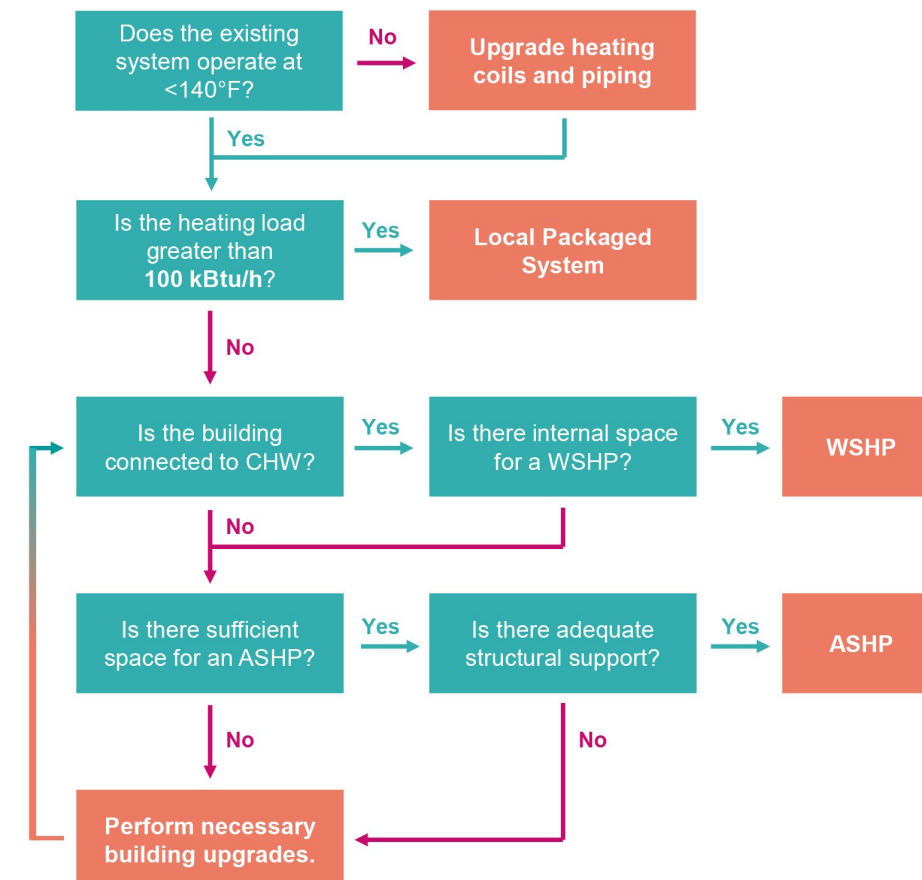 Does the existing
system operate at
<140°F?
No
Upgrade heating
coils and piping
Yes
Is the heating load
greater than
100 kBtu/h?
Yes
Local Packaged
System
No
Is the building
connected to CHW?
Yes
Is there internal space
for a WSHP?
Yes
WSHP
No
Is there sufficient
space for an ASHP?
Yes
Is there adequate
structural support?
Yes
ASHP
No
No
Perform necessary
building upgrades.